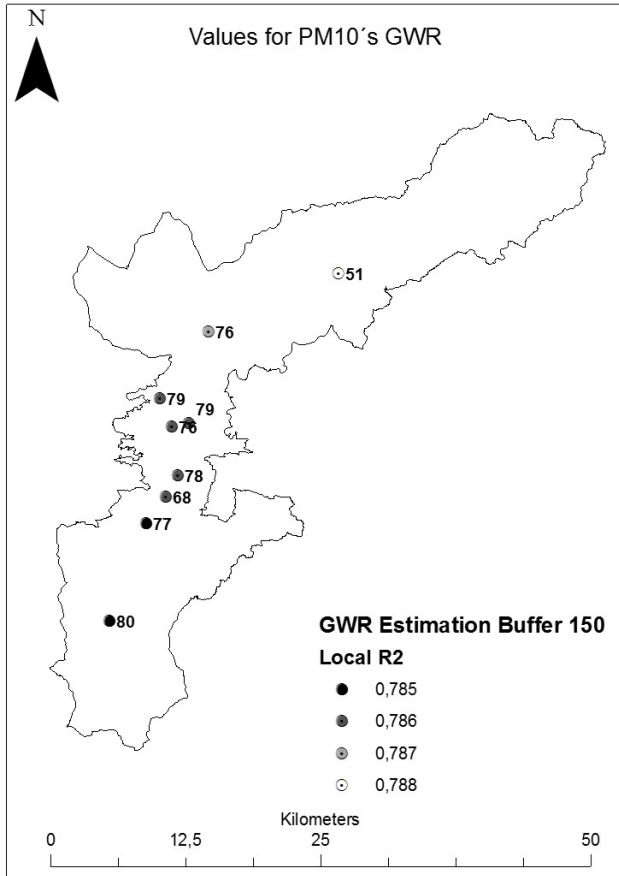 N
Values for PM10´s GWR
51
76
79
79
76
78
68
77
80
GWR Estimation Buffer 150
Local R2
0,785
0,786
0,787
0,788
Kilometers
0 12,5 25 50